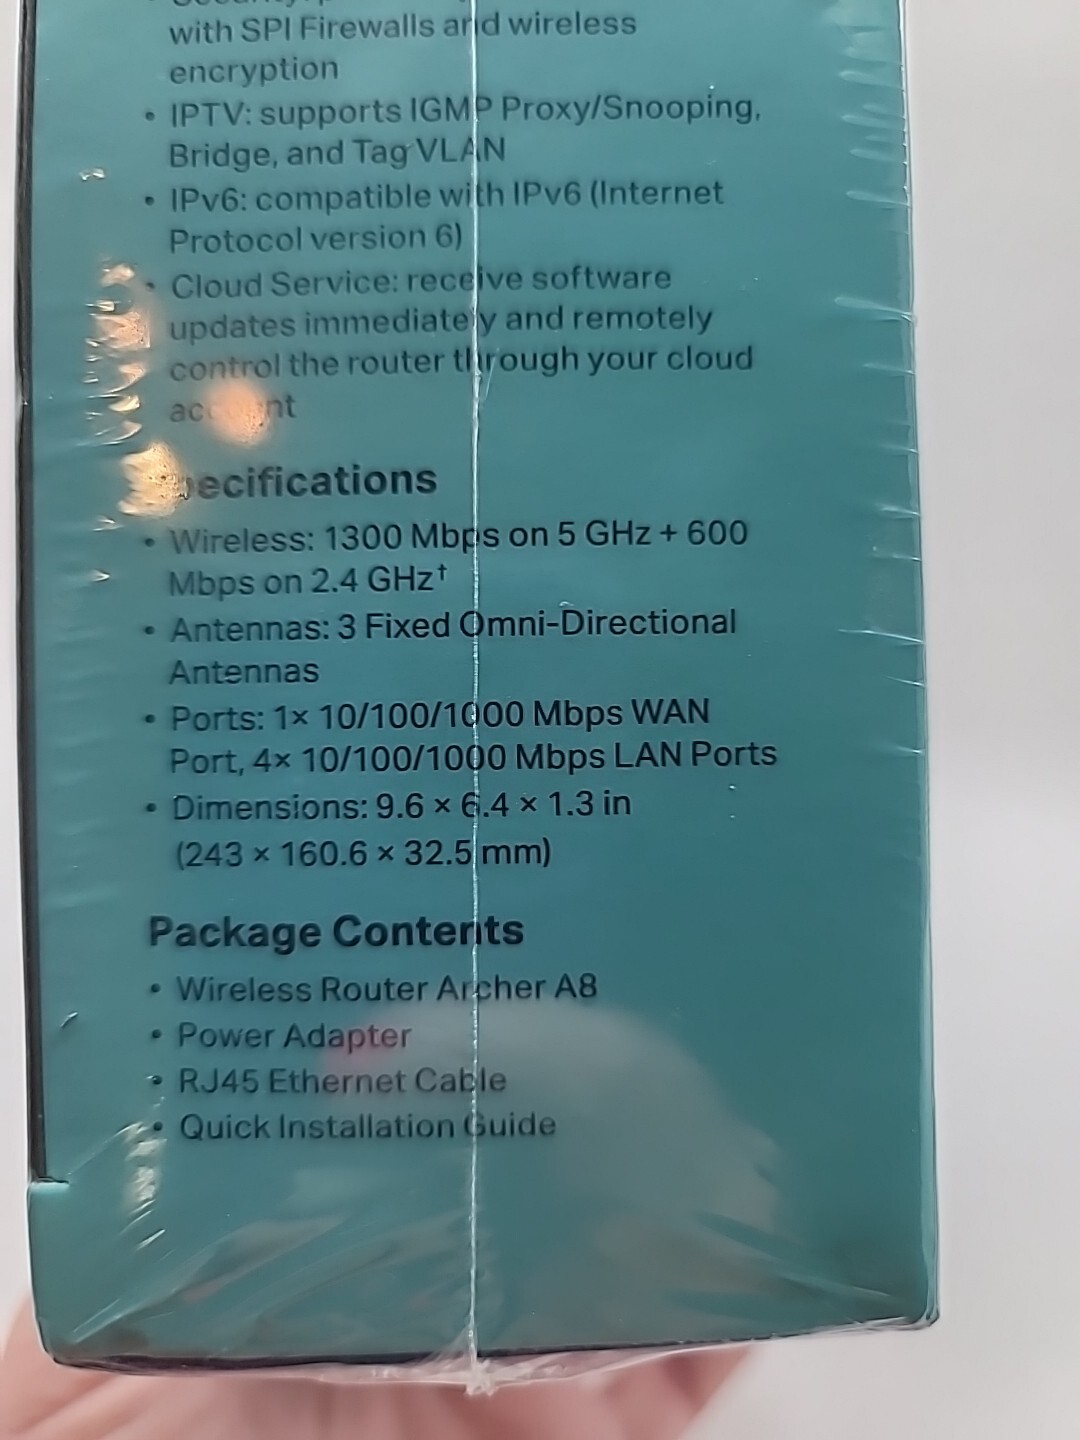 with SPI Firewalls and wireless
encryption
• IPTV: supports IGMP Proxy/Snooping,
Bridge, and Tag VLAN
• IPv6: compatible with IPv6 (Internet
Protocol version 6)
• Cloud Service: receive software
updates immediately and remotely
control the router through your cloud
account
Specifications
• Wireless: 1300 Mbps on 5 GHz + 600
Mbps on 2.4 GHz†
• Antennas: 3 Fixed Omni-Directional
Antennas
• Ports: 1× 10/100/1000 Mbps WAN
Port, 4× 10/100/1000 Mbps LAN Ports
• Dimensions: 9.6 × 6.4 × 1.3 in
(243 × 160.6 × 32.5 mm)
Package Contents
• Wireless Router Archer A8
• Power Adapter
• RJ45 Ethernet Cable
• Quick Installation Guide